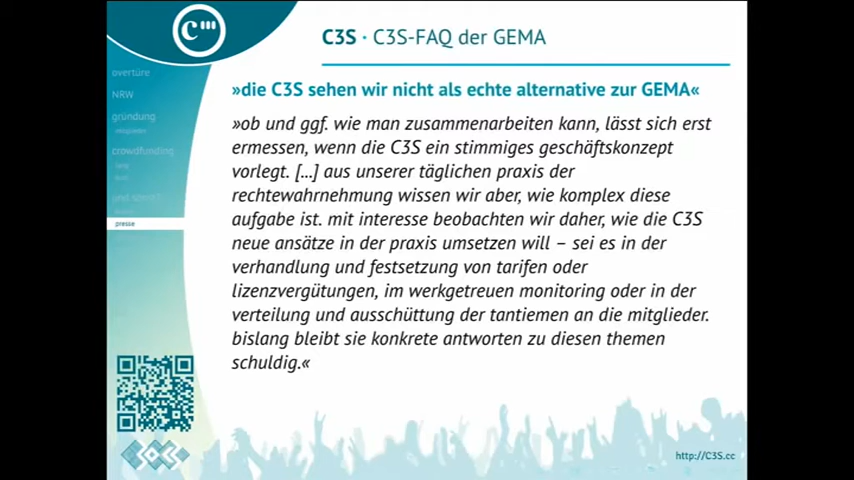 C3S · C3S-FAQ der GEMA
overtüre
NRW
gründung
mitglieder
crowdfunding
und sonst?
presse
»die C3S sehen wir nicht als echte alternative zur GEMA«
»ob und ggf. wie man zusammenarbeiten kann, lässt sich erst
ermessen, wenn die C3S ein stimmiges geschäftskonzept
vorlegt. [...] aus unserer täglichen praxis der
rechtewahrnehmung wissen wir aber, wie komplex diese
aufgabe ist. mit interesse beobachten wir daher, wie die C3S
neue ansätze in der praxis umsetzen will – sei es in der
verhandlung und festsetzung von tarifen oder
lizenzvergütungen, im werkgetreuen monitoring oder in der
verteilung und ausschüttung der tantiemen an die mitglieder.
bislang bleibt sie konkrete antworten zu diesen themen
schuldig.«
http://C3S.cc